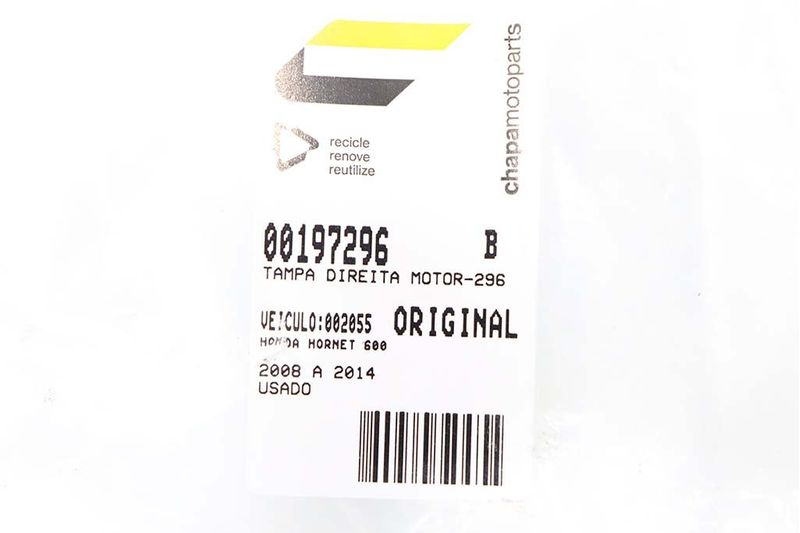 chapamotoparts
recicle
renove
reutilize
00197296 B
TAMPA DIREITA MOTOR-296
VEICULO:002055 ORIGINAL
HONDA HORNET 600
2008 A 2014
USADO